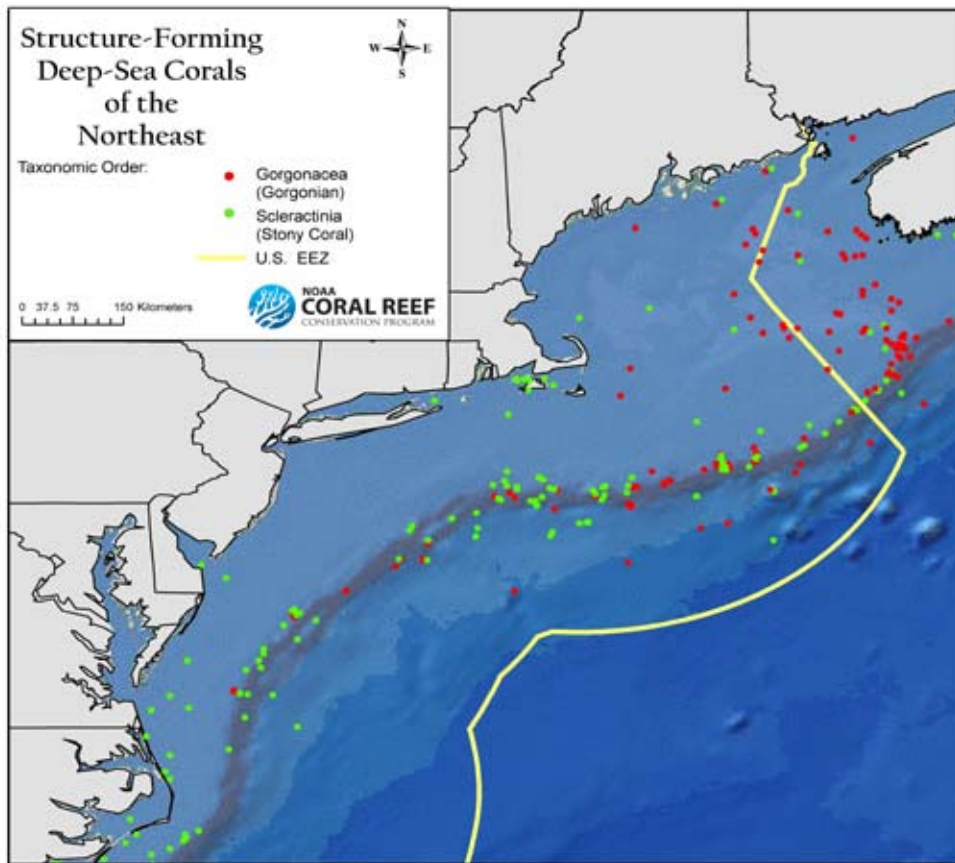 Structure-Forming
Deep-Sea Corals
of the
Northeast
N
W E
S
Taxonomic Order:
Gorgonacea
(Gorgonian)
Scleractinia
(Stony Coral)
U.S. EEZ
0 37.5 75 150 Kilometers
NOAA
CORAL REEF
CONSERVATION PROGRAM